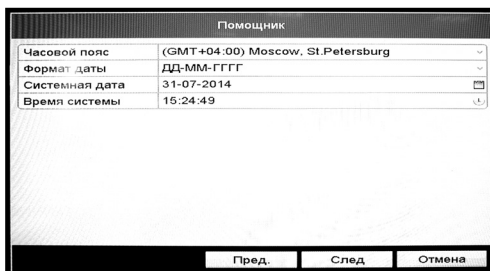 Помощник
Часовой пояс (GMT+04:00) Moscow, St.Petersburg
Формат даты ДД-ММ-ГГГГ
Системная дата 31-07-2014
Время системы 15:24:49
Пред. След Отмена